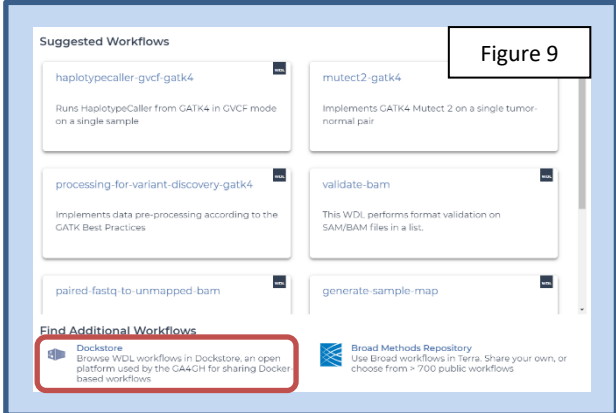 Suggested Workflows
Figure 9
haplotypecaller-gvcf-gatk4
WDL
Runs HaplotypeCaller from GATK4 in GVCF mode
on a single sample
mutect2-gatk4
Implements GATK4 Mutect 2 on a single tumor-
normal pair
processing-for-variant-discovery-gatk4
WDL
Implements data pre-processing according to the
GATK Best Practices
validate-bam
WDL
This WDL performs format validation on
SAM/BAM files in a list.
paired-fastq-to-unmapped-bam
WDL
generate-sample-map
WDL
Find Additional Workflows
Dockstore
Browse WDL workflows in Dockstore, an open
platform used by the GA4GH for sharing Docker-
based workflows
Broad Methods Repository
Use Broad workflows in Terra. Share your own, or
choose from > 700 public workflows